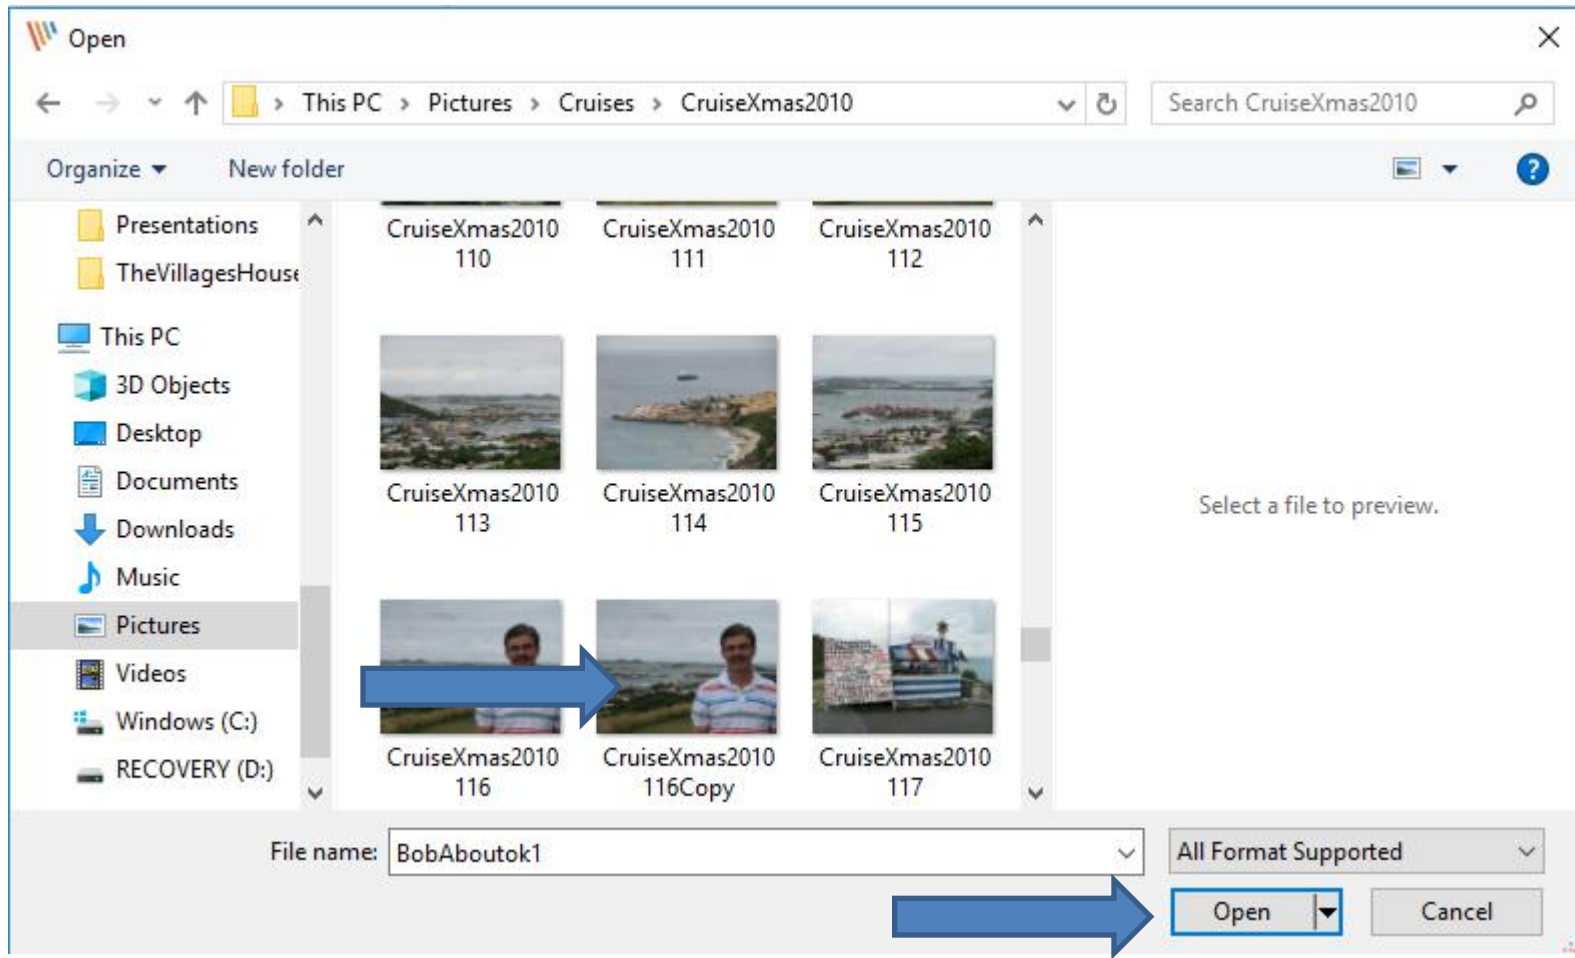 Open
This PC > Pictures > Cruises > CruiseXmas2010
Search CruiseXmas2010
Organize
New folder
?
Presentations
TheVillagesHouse
This PC
3D Objects
Desktop
Documents
Downloads
Music
Pictures
Videos
Windows (C:)
RECOVERY (D:)
CruiseXmas2010
110
CruiseXmas2010
111
CruiseXmas2010
112
CruiseXmas2010
113
CruiseXmas2010
114
CruiseXmas2010
115
CruiseXmas2010
116
CruiseXmas2010
116Copy
CruiseXmas2010
117
Select a file to preview.
File name:
BobAboutok1
All Format Supported
Open
Cancel